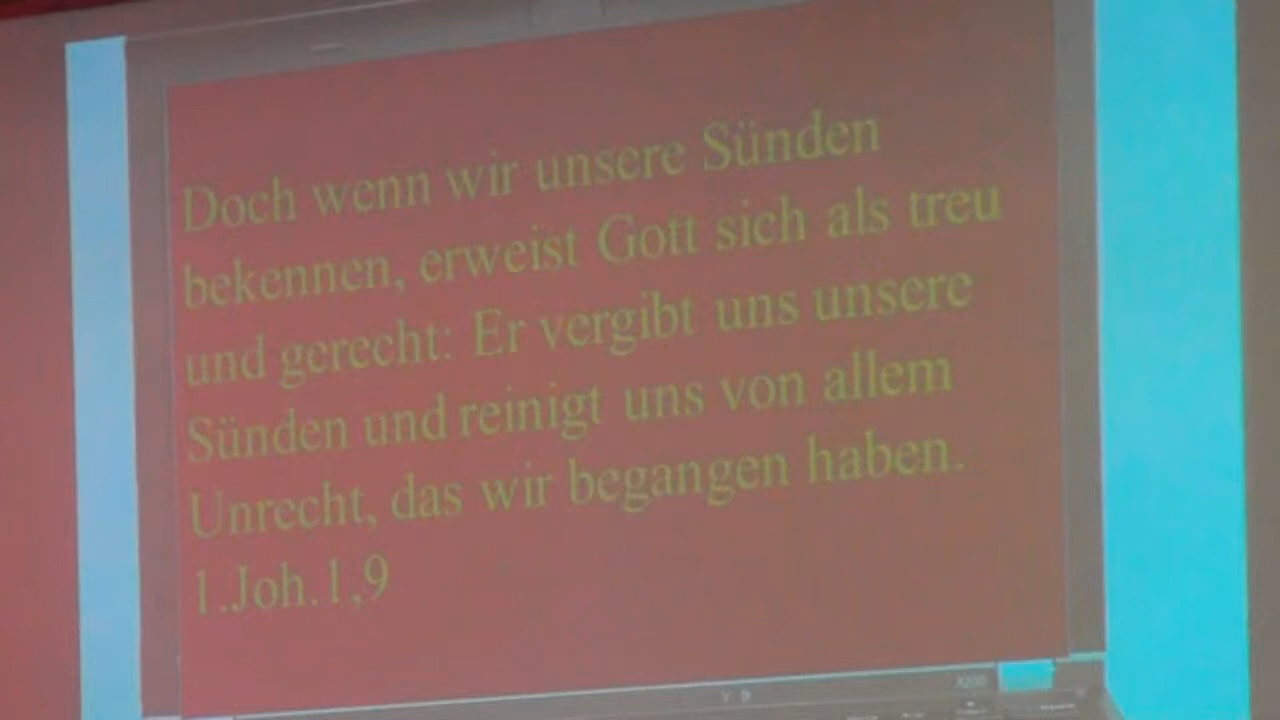 Doch wenn wir unsere Sünden
bekennen, erweist Gott sich als treu
und gerecht: Er vergibt uns unsere
Sünden und reinigt uns von allem
Unrecht, das wir begangen haben.
1.Joh.1,9